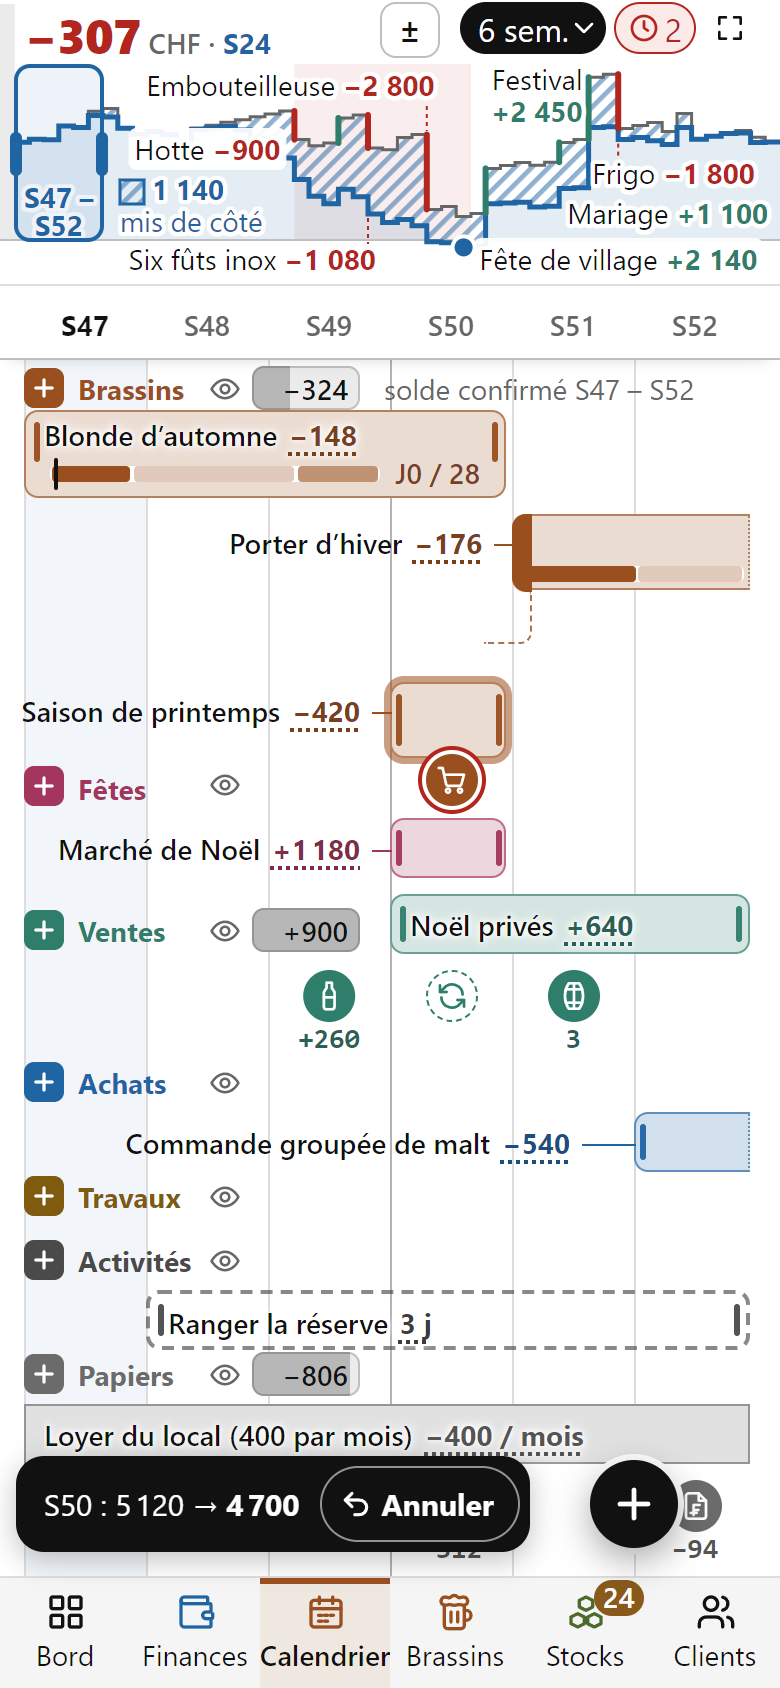 −307 CHF · S24
±
6 sem.
2
Embouteilleuse −2 800
Festival
+2 450
Hotte −900
Frigo −1 800
S47 –
S52
1 140
mis de côté
Mariage +1 100
Six fûts inox −1 080
Fête de village +2 140
S47 S48 S49 S50 S51 S52
Brassins −324 solde confirmé S47 – S52
Blonde d’automne −148
J0 / 28
Porter d’hiver −176
Saison de printemps −420
Fêtes
Marché de Noël +1 180
Ventes +900 Noël privés +640
+260 3
Achats
Commande groupée de malt −540
Travaux
Activités
Ranger la réserve 3 j
Papiers −806
Loyer du local (400 par mois) −400 / mois
S50 : 5 120 → 4 700 Annuler
−94
24
Bord Finances Calendrier Brassins Stocks Clients